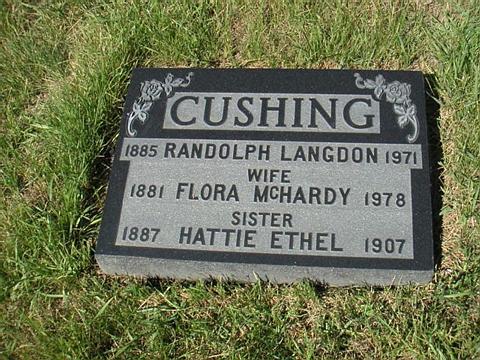 CUSHING
1885 RANDOLPH LANGDON 1971
WIFE
1881 FLORA McHARDY 1978
SISTER
1887 HATTIE ETHEL 1907